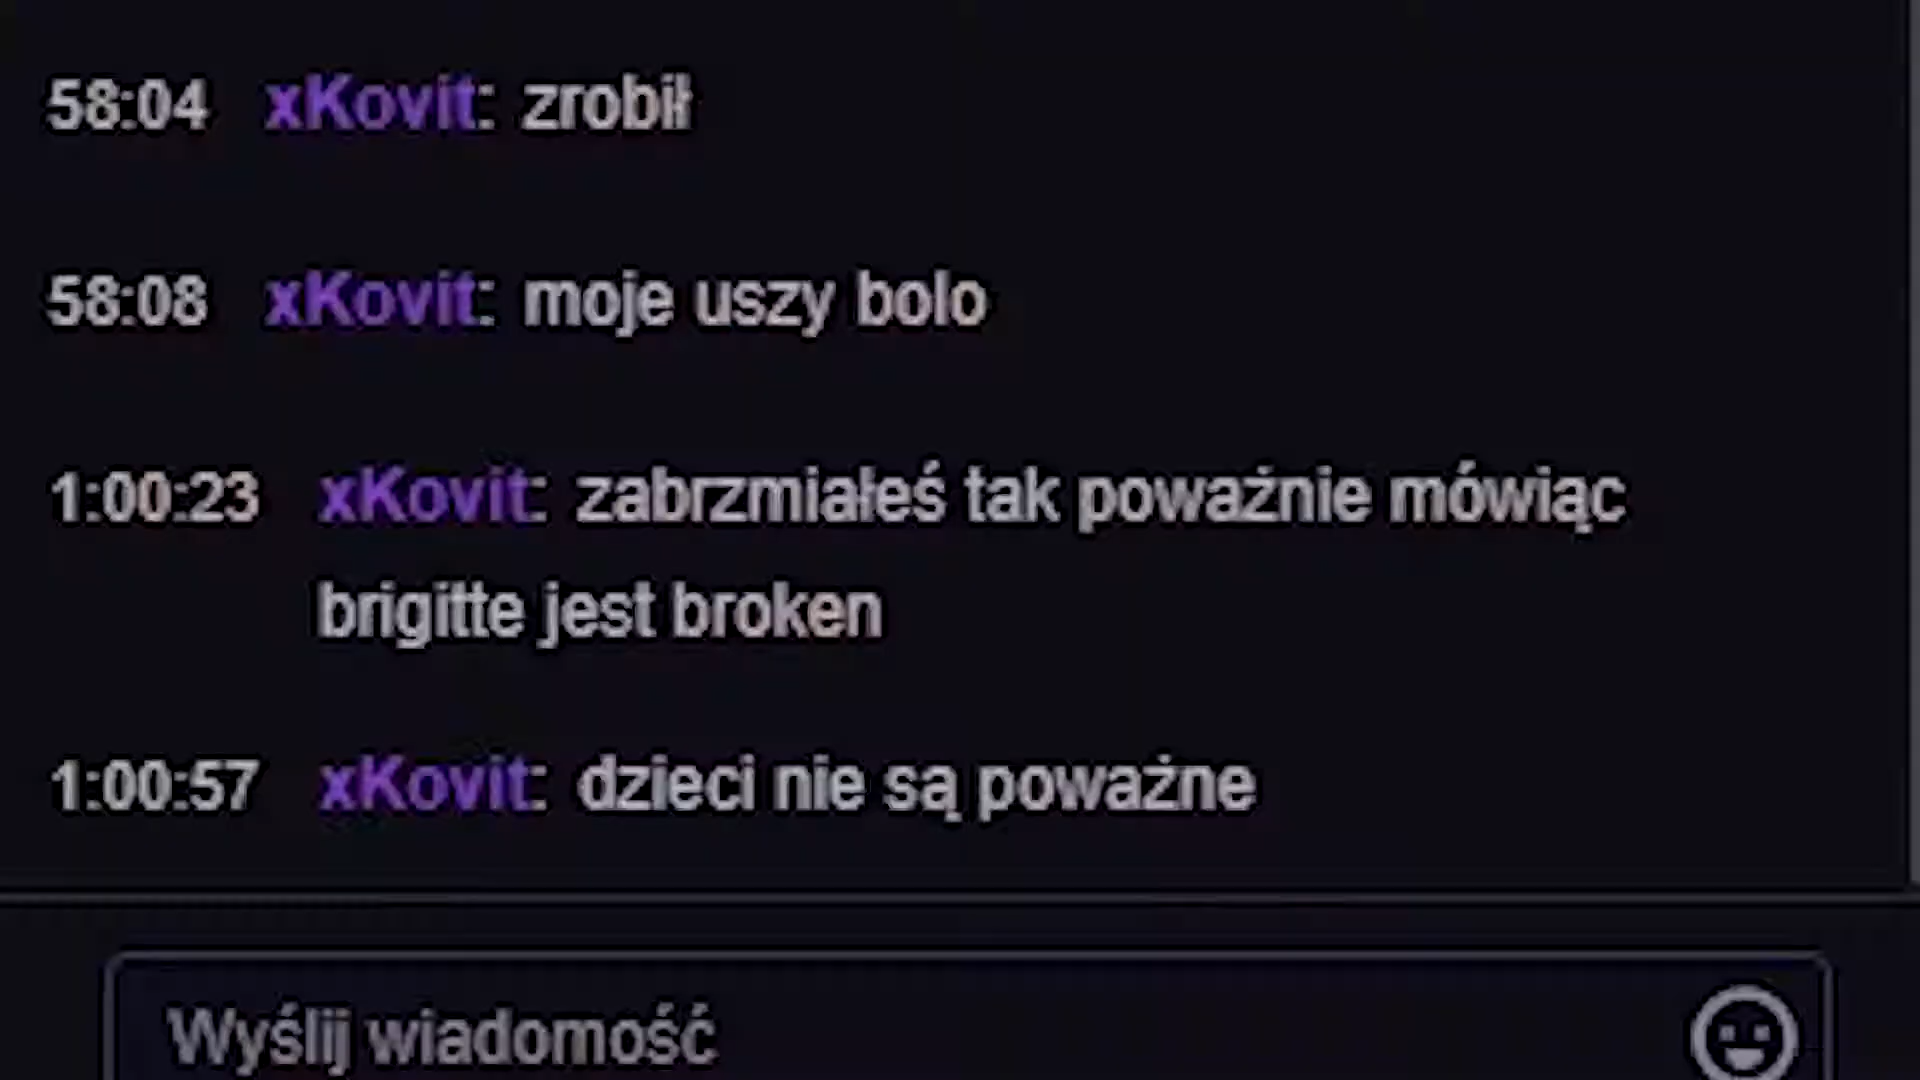 58:04 xKovit: zrobił
58:08 xKovit: moje uszy bolo
1:00:23 xKovit: zabrzmiałeś tak poważnie mówiąc
brigitte jest broken
1:00:57 xKovit: dzieci nie są poważne
Wyślij wiadomość